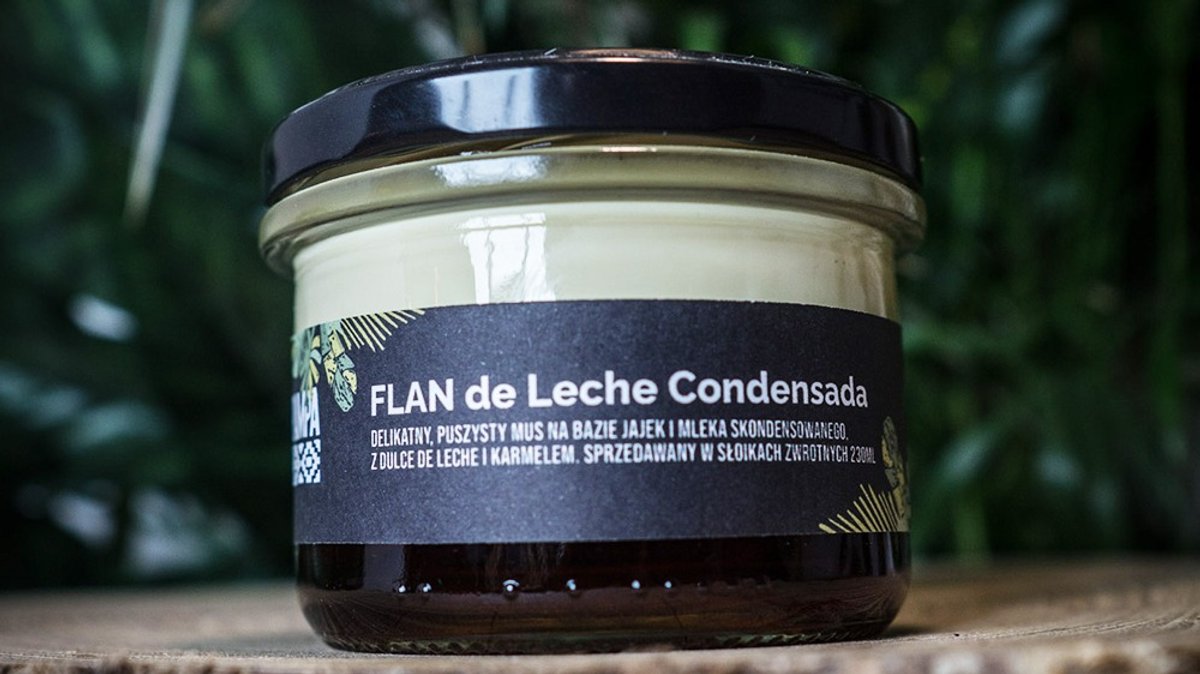 FLAN de Leche Condensada
DELIKATNY, PUSZYSTY MUS NA BAZIE JAJEK I MLEKA SKONDENSOWANEGO,
Z DULCE DE LECHE I KARMELEM. SPRZEDAWANY W SŁOIKACH ZWROTNYCH 230ML